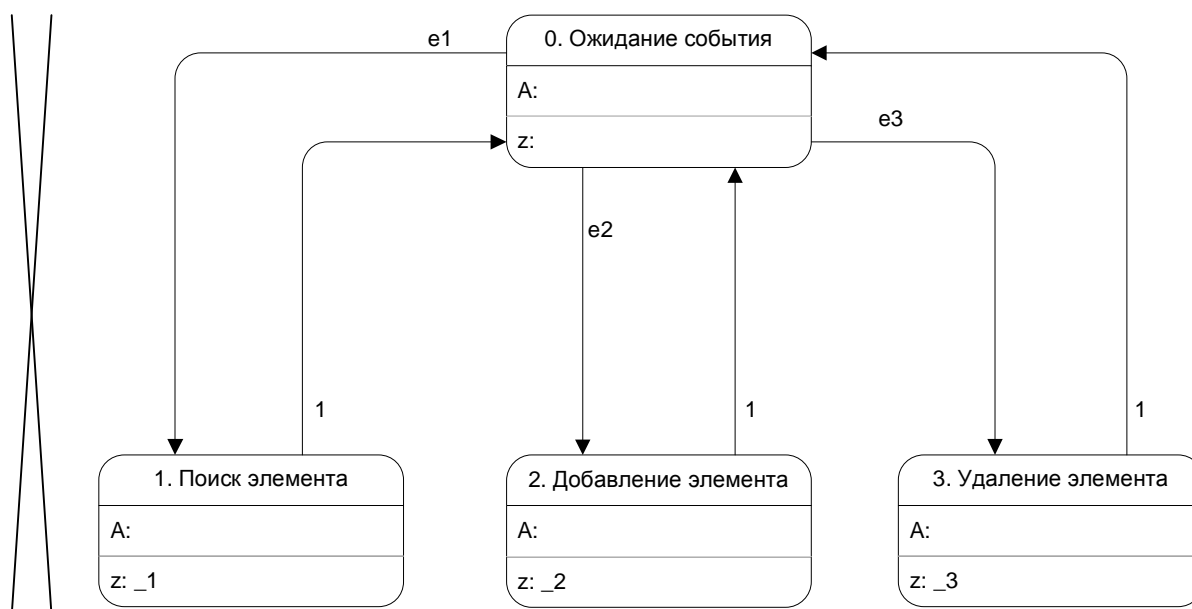 0. Ожидание события
e1
A:
e3
z:
e2
1
1
1
1. Поиск элемента
A:
z: _1
2. Добавление элемента
A:
z: _2
3. Удаление элемента
A:
z: _3